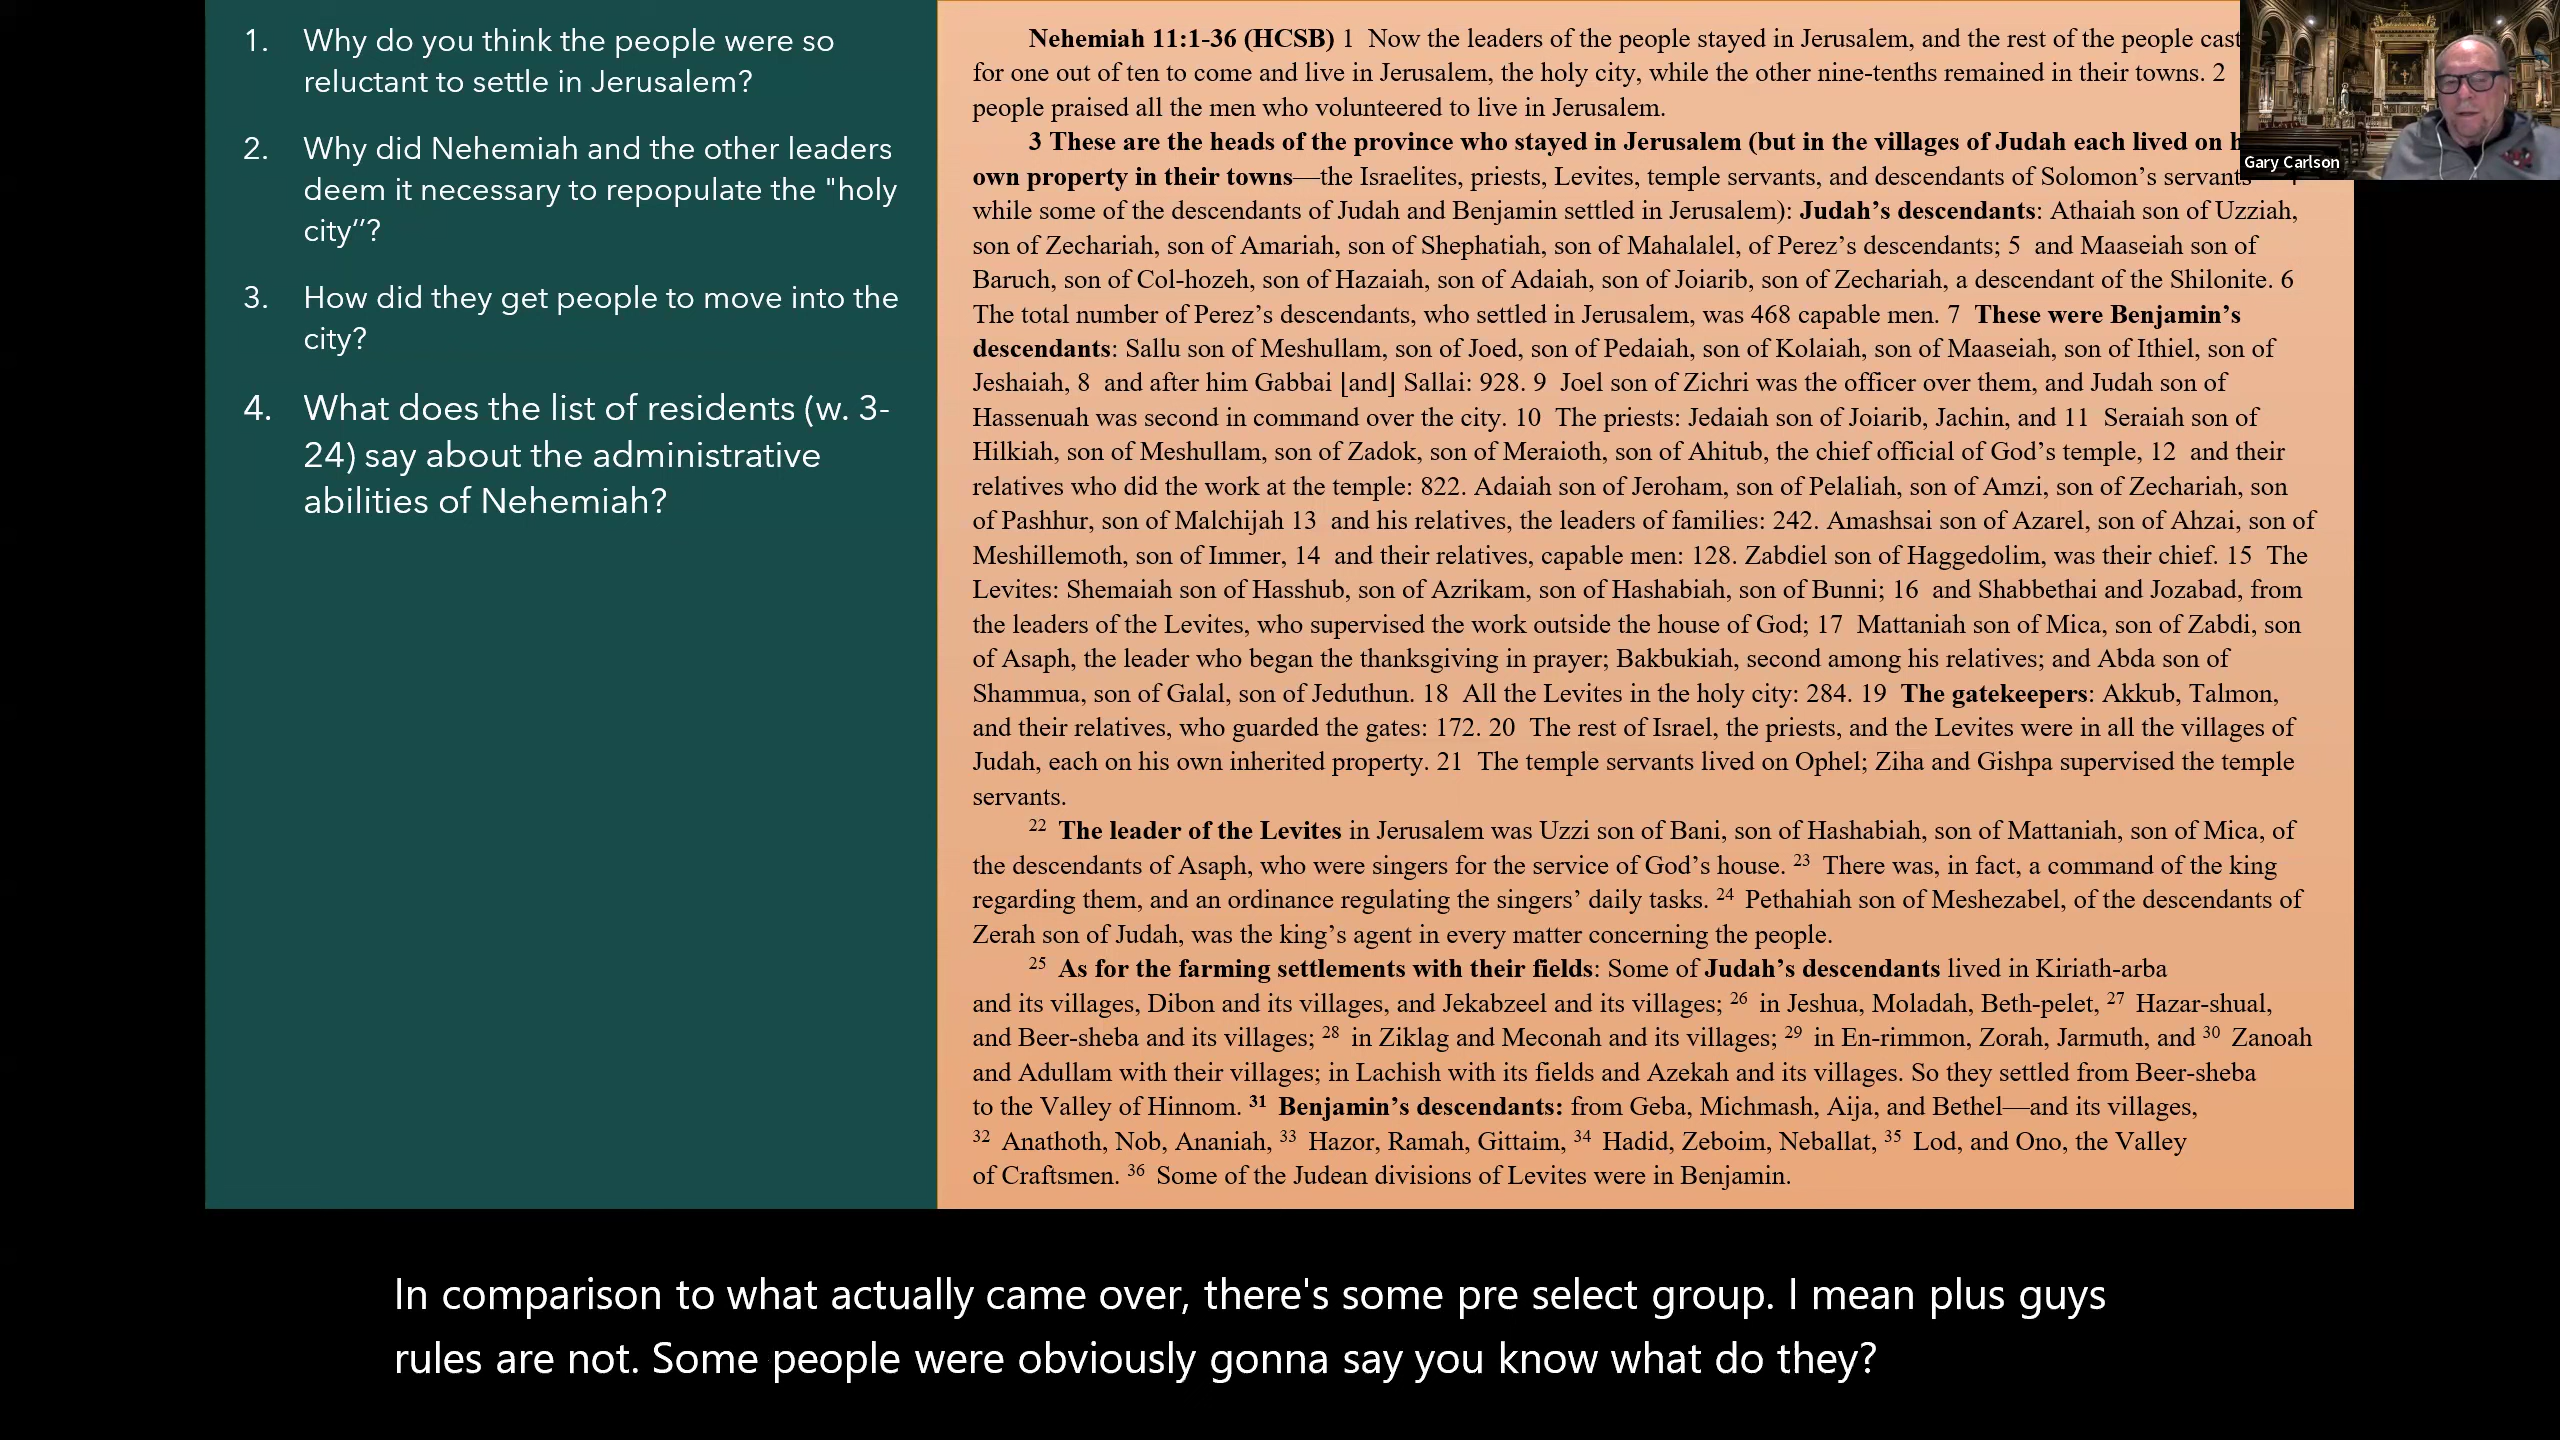 1. Why do you think the people were so
reluctant to settle in Jerusalem?
2. Why did Nehemiah and the other leaders
deem it necessary to repopulate the "holy
city”?
3. How did they get people to move into the
city?
4. What does the list of residents (w. 3-
24) say about the administrative
abilities of Nehemiah?
Nehemiah 11:1-36 (HCSB) 1 Now the leaders of the people stayed in Jerusalem, and the rest of the people cast
for one out of ten to come and live in Jerusalem, the holy city, while the other nine-tenths remained in their towns. 2
people praised all the men who volunteered to live in Jerusalem.
3 These are the heads of the province who stayed in Jerusalem (but in the villages of Judah each lived on
own property in their towns—the Israelites, priests, Levites, temple servants, and descendants of Solomon’s servants
while some of the descendants of Judah and Benjamin settled in Jerusalem): Judah’s descendants: Athaiah son of Uzziah,
son of Zechariah, son of Amariah, son of Shephatiah, son of Mahalalel, of Perez’s descendants; 5 and Maaseiah son of
Baruch, son of Col-hozeh, son of Hazaiah, son of Adaiah, son of Joiarib, son of Zechariah, a descendant of the Shilonite. 6
The total number of Perez’s descendants, who settled in Jerusalem, was 468 capable men. 7 These were Benjamin’s
descendants: Sallu son of Meshullam, son of Joed, son of Pedaiah, son of Kolaiah, son of Maaseiah, son of Ithiel, son of
Jeshaiah, 8 and after him Gabbai ⌊and⌋ Sallai: 928. 9 Joel son of Zichri was the officer over them, and Judah son of
Hassenuah was second in command over the city. 10 The priests: Jedaiah son of Joiarib, Jachin, and 11 Seraiah son of
Hilkiah, son of Meshullam, son of Zadok, son of Meraioth, son of Ahitub, the chief official of God’s temple, 12 and their
relatives who did the work at the temple: 822. Adaiah son of Jeroham, son of Pelaliah, son of Amzi, son of Zechariah, son
of Pashhur, son of Malchijah 13 and his relatives, the leaders of families: 242. Amashsai son of Azarel, son of Ahzai, son of
Meshillemoth, son of Immer, 14 and their relatives, capable men: 128. Zabdiel son of Haggedolim, was their chief. 15 The
Levites: Shemaiah son of Hasshub, son of Azrikam, son of Hashabiah, son of Bunni; 16 and Shabbethai and Jozabad, from
the leaders of the Levites, who supervised the work outside the house of God; 17 Mattaniah son of Mica, son of Zabdi, son
of Asaph, the leader who began the thanksgiving in prayer; Bakbukiah, second among his relatives; and Abda son of
Shammua, son of Galal, son of Jeduthun. 18 All the Levites in the holy city: 284. 19 The gatekeepers: Akkub, Talmon,
and their relatives, who guarded the gates: 172. 20 The rest of Israel, the priests, and the Levites were in all the villages of
Judah, each on his own inherited property. 21 The temple servants lived on Ophel; Ziha and Gishpa supervised the temple
servants.
22 The leader of the Levites in Jerusalem was Uzzi son of Bani, son of Hashabiah, son of Mattaniah, son of Mica, of
the descendants of Asaph, who were singers for the service of God’s house. 23 There was, in fact, a command of the king
regarding them, and an ordinance regulating the singers’ daily tasks. 24 Pethahiah son of Meshezabel, of the descendants of
Zerah son of Judah, was the king’s agent in every matter concerning the people.
25 As for the farming settlements with their fields: Some of Judah’s descendants lived in Kiriath-arba
and its villages, Dibon and its villages, and Jekabzeel and its villages; 26 in Jeshua, Moladah, Beth-pelet, 27 Hazar-shual,
and Beer-sheba and its villages; 28 in Ziklag and Meconah and its villages; 29 in En-rimmon, Zorah, Jarmuth, and 30 Zanoah
and Adullam with their villages; in Lachish with its fields and Azekah and its villages. So they settled from Beer-sheba
to the Valley of Hinnom. 31 Benjamin’s descendants: from Geba, Michmash, Aija, and Bethel—and its villages,
32 Anathoth, Nob, Ananiah, 33 Hazor, Ramah, Gittaim, 34 Hadid, Zeboim, Neballat, 35 Lod, and Ono, the Valley
of Craftsmen. 36 Some of the Judean divisions of Levites were in Benjamin.
Gary Carlson
In comparison to what actually came over, there's some pre select group. I mean plus guys
rules are not. Some people were obviously gonna say you know what do they?